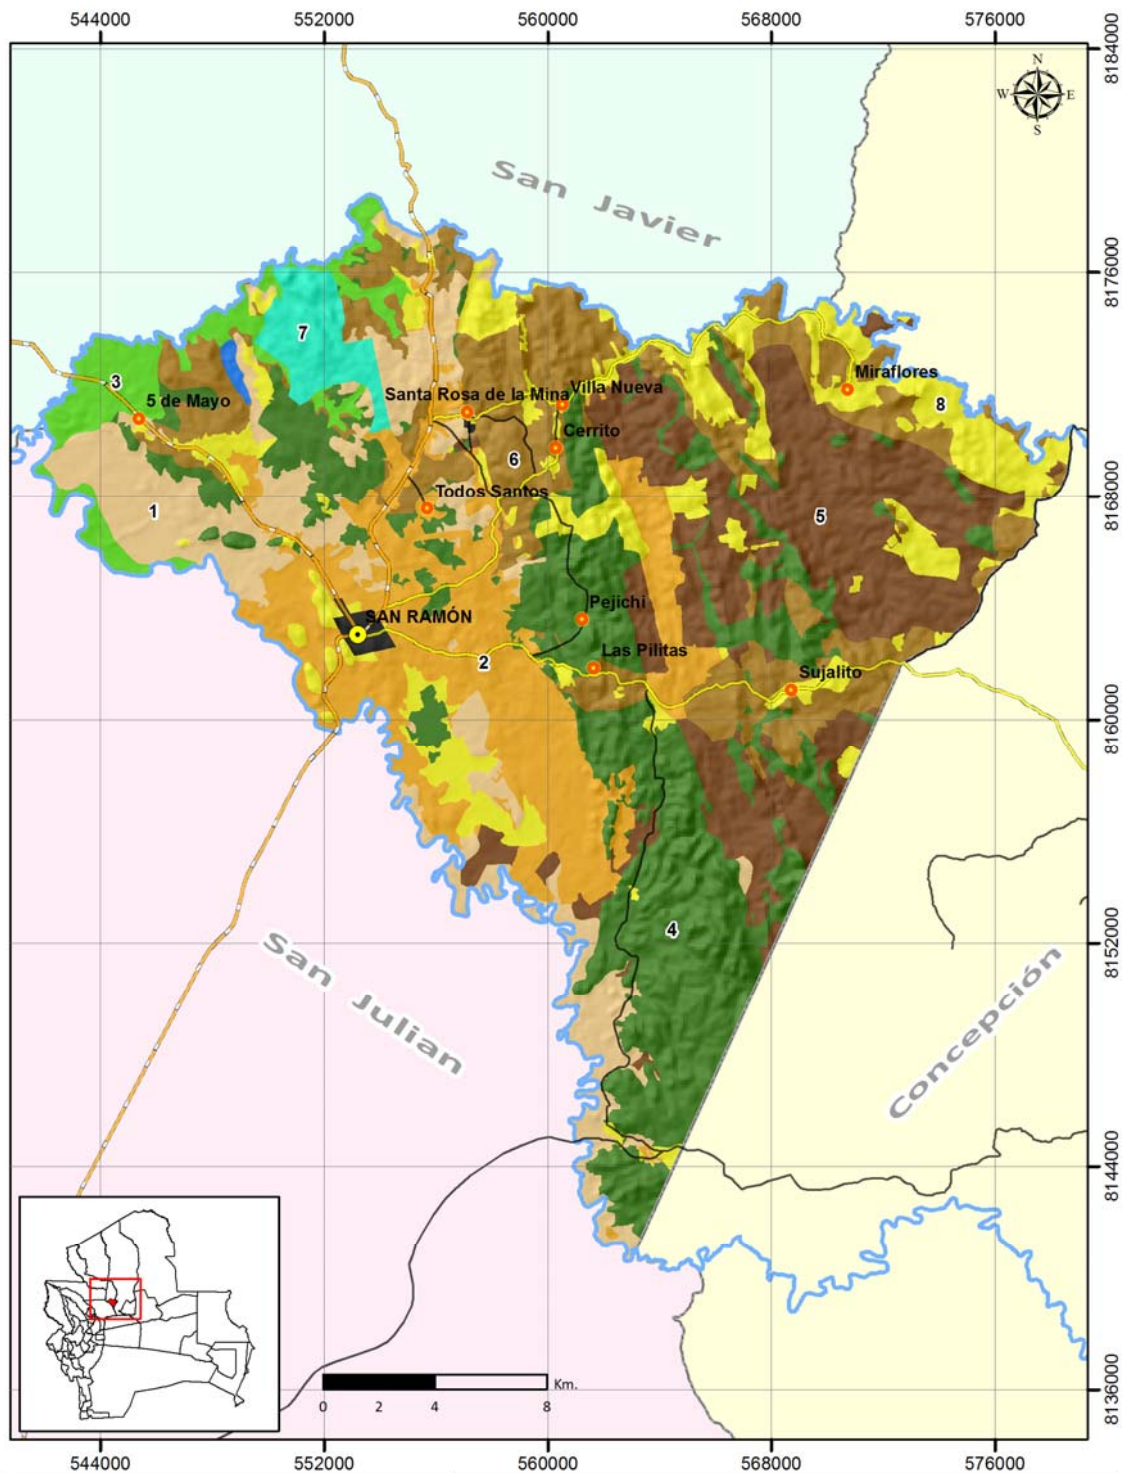 544000 552000 560000 568000 576000
8184000
N
W E
S
San Javier
8176000
7
3
Miraflores
5 de Mayo
Santa Rosa de la Mina
Villa Nueva
8
Cerrito
6
8168000
Todos Santos
1
5
Pejichi
SAN RAMÓN
2
Las Pilitas
Sujalito
8160000
4
8152000
San Julian
Concepción
8144000
8136000
Km.
0 2 4 8
544000 552000 560000 568000 576000